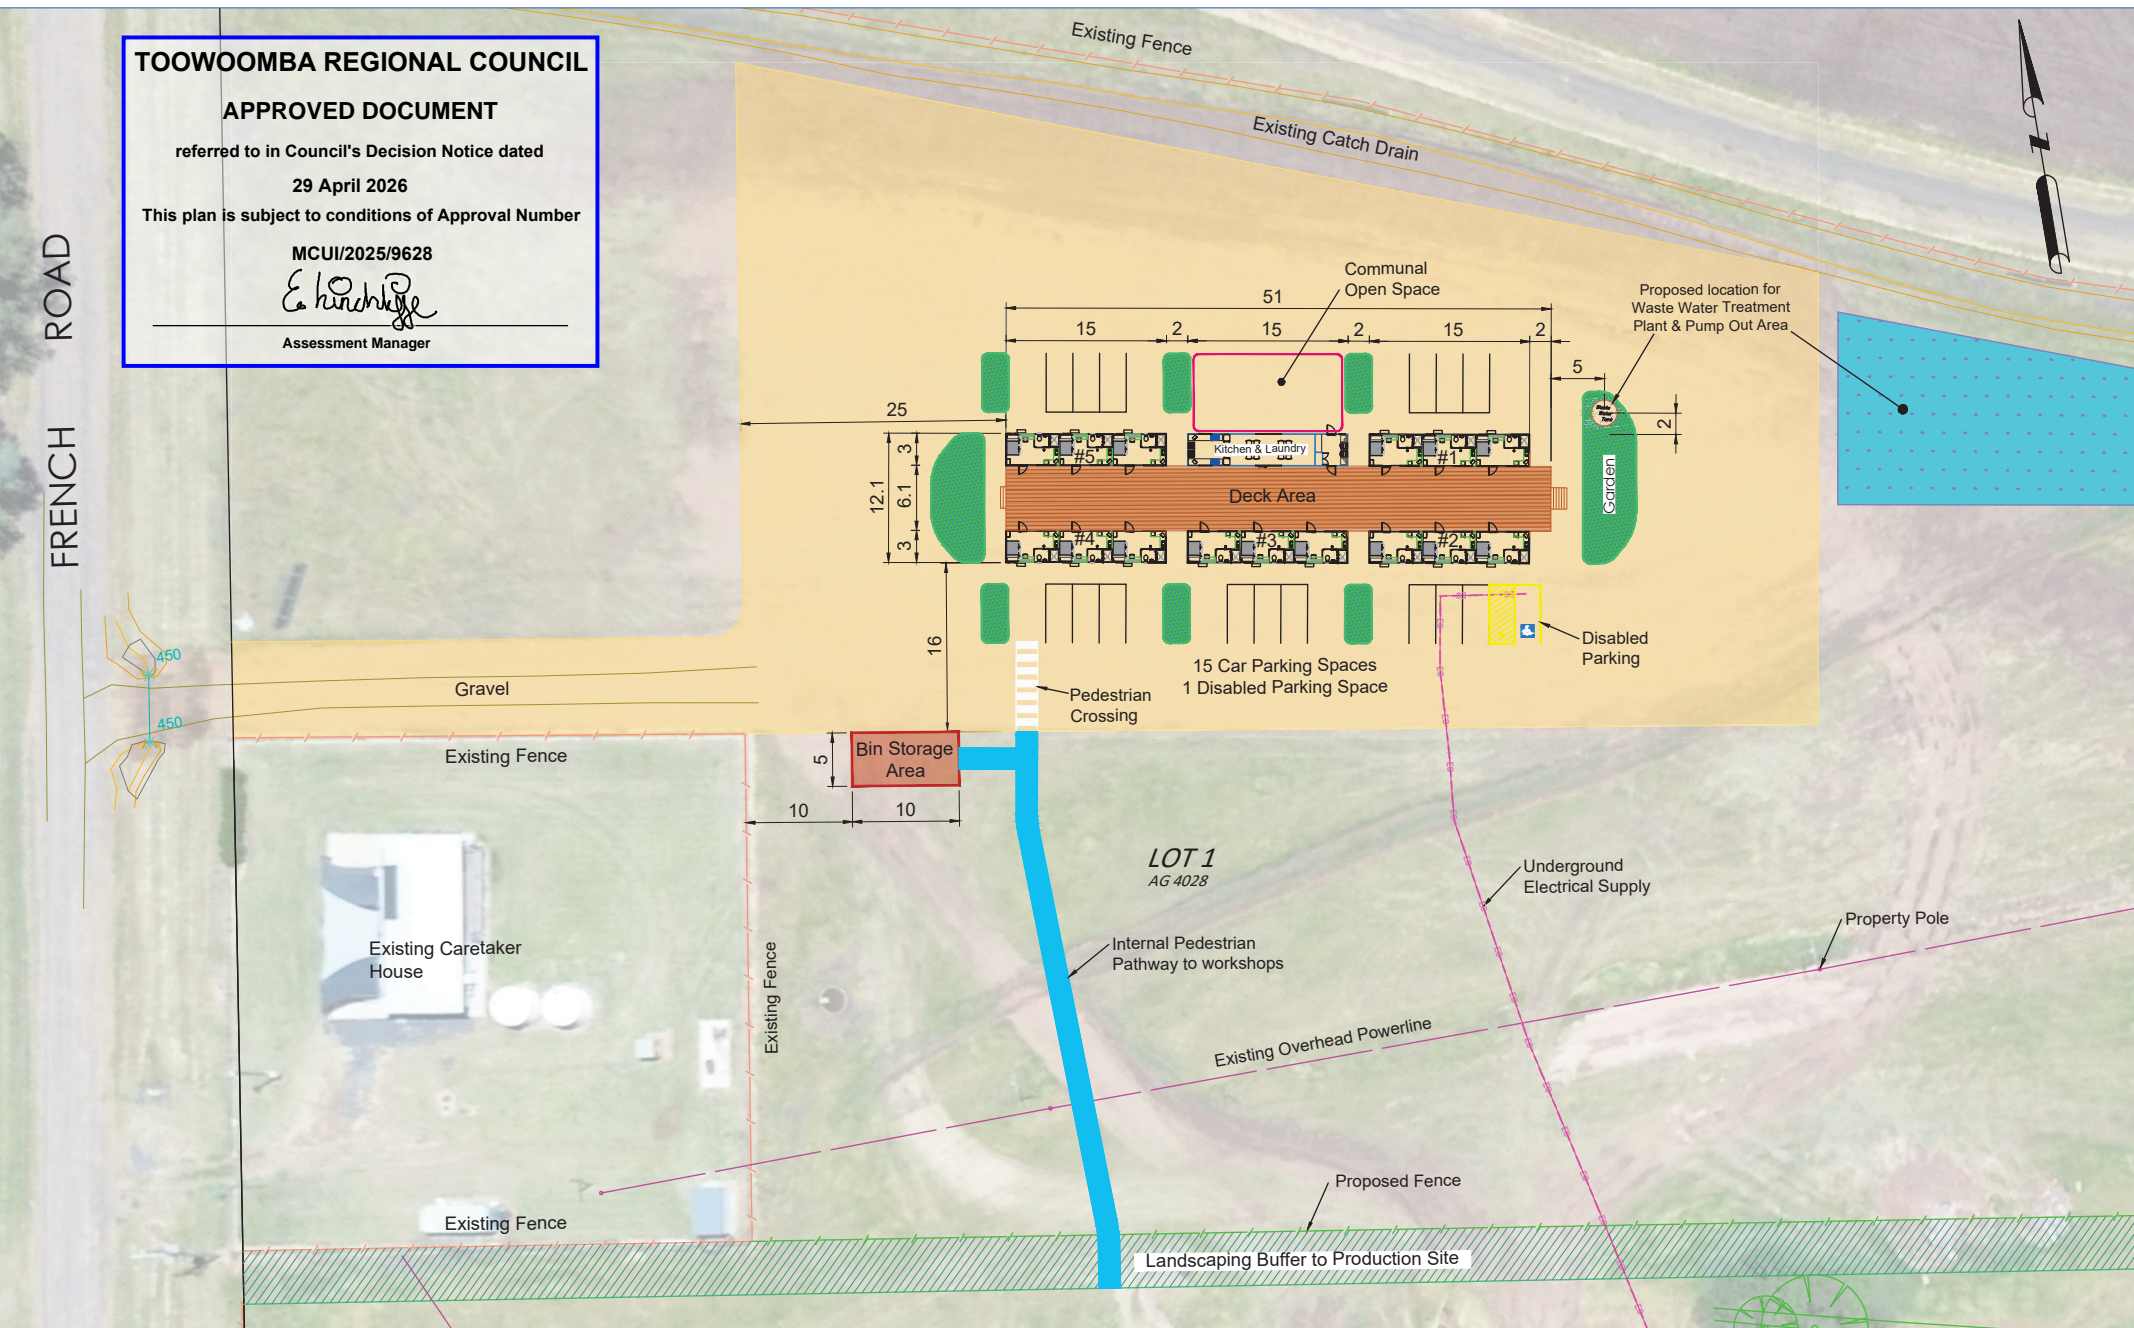 TOOWOOMBA REGIONAL COUNCIL
APPROVED DOCUMENT
referred to in Council's Decision Notice dated
29 April 2026
This plan is subject to conditions of Approval Number
MCUI/2025/9628
Assessment Manager
FRENCH ROAD
Existing Fence
Existing Catch Drain
Communal
Open Space
Proposed location for
Waste Water Treatment
Plant & Pump Out Area
51
15
2
15
2
15
2
5
25
2
Waste
Water
Tank
3
12.1
6.1
3
#5
Kitchen & Laundry
#1
Deck Area
Garden
#4
#3
#2
16
450
450
Gravel
15 Car Parking Spaces
1 Disabled Parking Space
Disabled
Parking
Pedestrian
Crossing
Existing Fence
Bin Storage
Area
5
10
10
LOT 1
AG 4028
Underground
Electrical Supply
Property Pole
Existing Caretaker
House
Existing Fence
Internal Pedestrian
Pathway to workshops
Existing Overhead Powerline
Proposed Fence
Existing Fence
Landscaping Buffer to Production Site